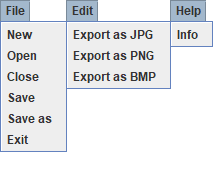 File
New
Open
Close
Save
Save as
Exit
Edit
Export as JPG
Export as PNG
Export as BMP
Help
Info